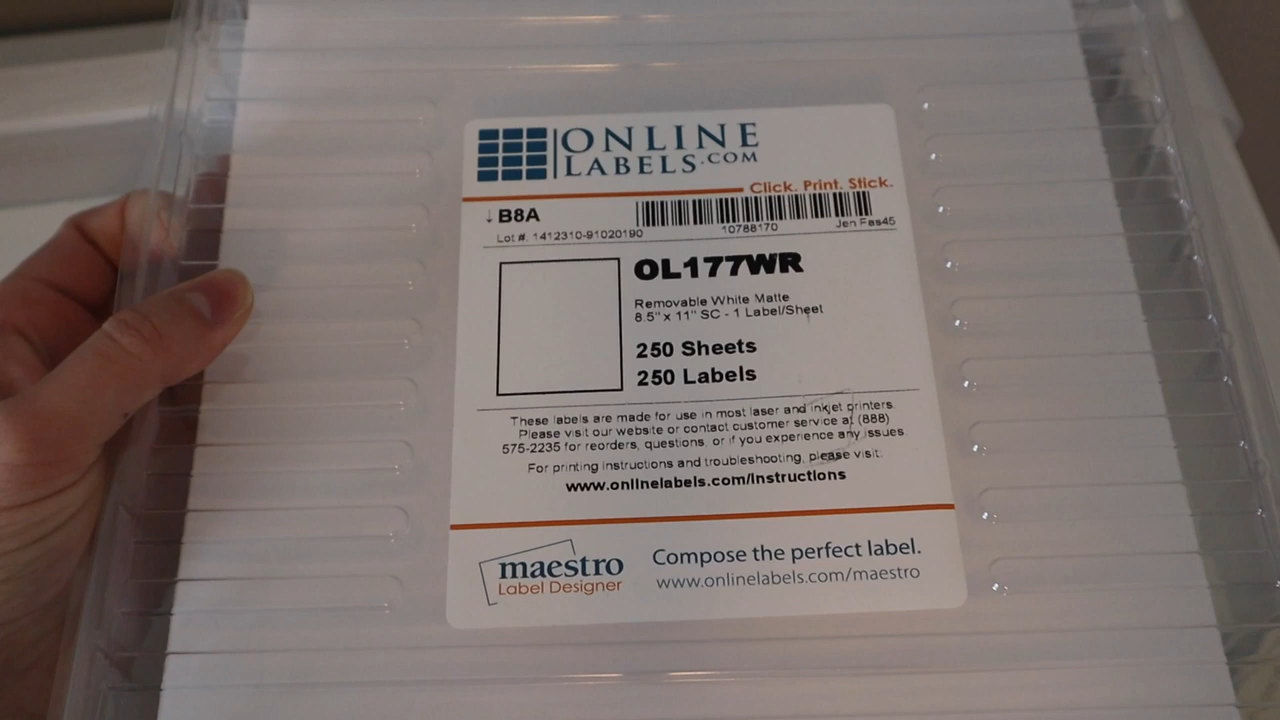 ONLINE
LABELS.COM
Click. Print. Stick.
↓B8A
Lot #. 1412310-91020190
10788170
Jen Fas45
OL177WR
Removable White Matte
8.5" x 11" SC - 1 Label/Sheet
250 Sheets
250 Labels
These labels are made for use in most laser and inkjet printers.
Please visit our website or contact customer service at (888)
575-2235 for reorders, questions, or if you experience any issues.
For printing instructions and troubleshooting, please visit:
www.onlinelabels.com/instructions
maestro
Label Designer
Compose the perfect label.
www.onlinelabels.com/maestro